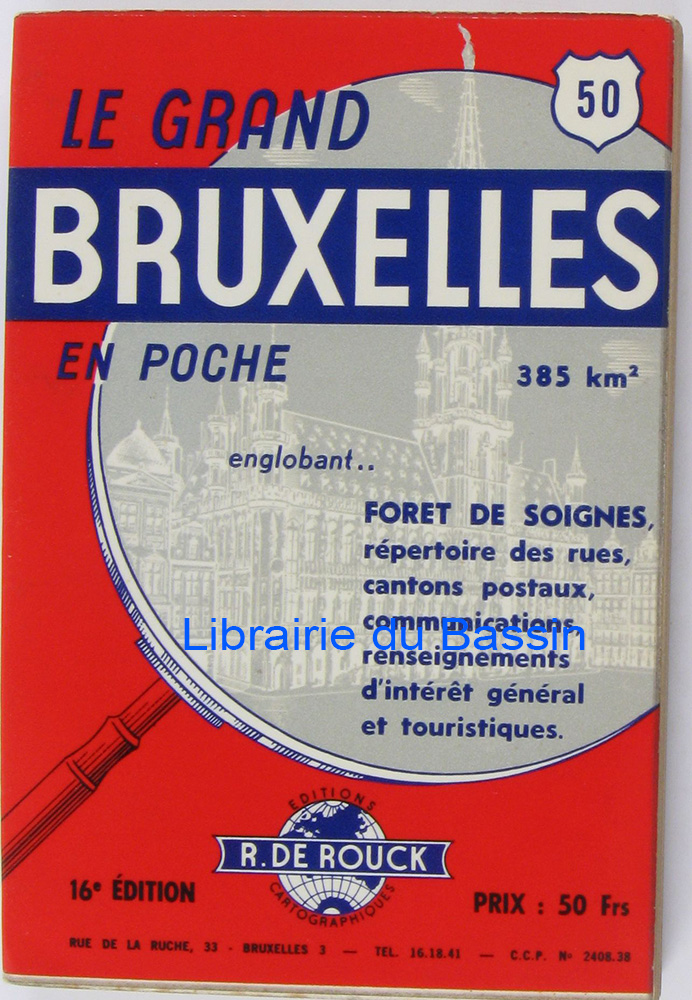 50
LE GRAND
BRUXELLES
EN POCHE
385 km²
englobant..
FORET DE SOIGNES,
répertoire des rues,
cantons postaux,
communications,
Librairie du Bassin
renseignements
d'intérêt général
et touristiques.
EDITIONS
R. DE ROUCK
CARTOGRAPHIQUES
16e ÉDITION
PRIX : 50 Frs
RUE DE LA RUCHE, 33 - BRUXELLES 3 — TEL. 16.18.41 — C.C.P. No 2408.38